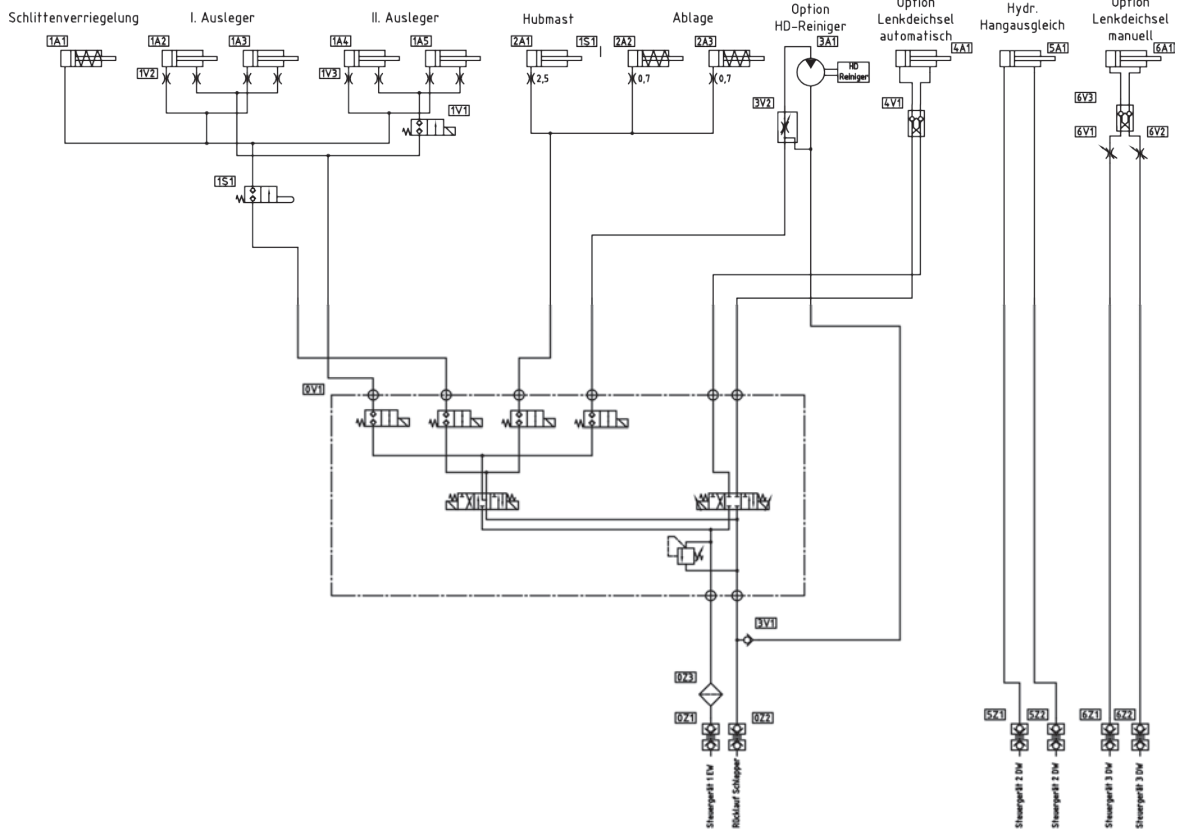 Schlittenverriegelung
I. Ausleger
II. Ausleger
Hubmast
Ablage
Option
HD-Reiniger
Option
Lenkdeichsel
automatisch
Hydr.
Hangausgleich
Option
Lenkdeichsel
manuell
1A1
1A2
1A3
1A4
1A5
2A1
1S1
2A2
2A3
3A1
4A1
5A1
6A1
1V2
1V3
2,5
0,7
0,7
HD
Reiniger
1V1
3V2
4V1
6V3
6V1
6V2
1S1
0V1
3V1
0Z3
0Z1
0Z2
5Z1
5Z2
6Z1
6Z2
Steuergerät 1 EW
Rücklauf Schlepper
Steuergerät 2 DW
Steuergerät 2 DW
Steuergerät 3 DW
Steuergerät 3 DW